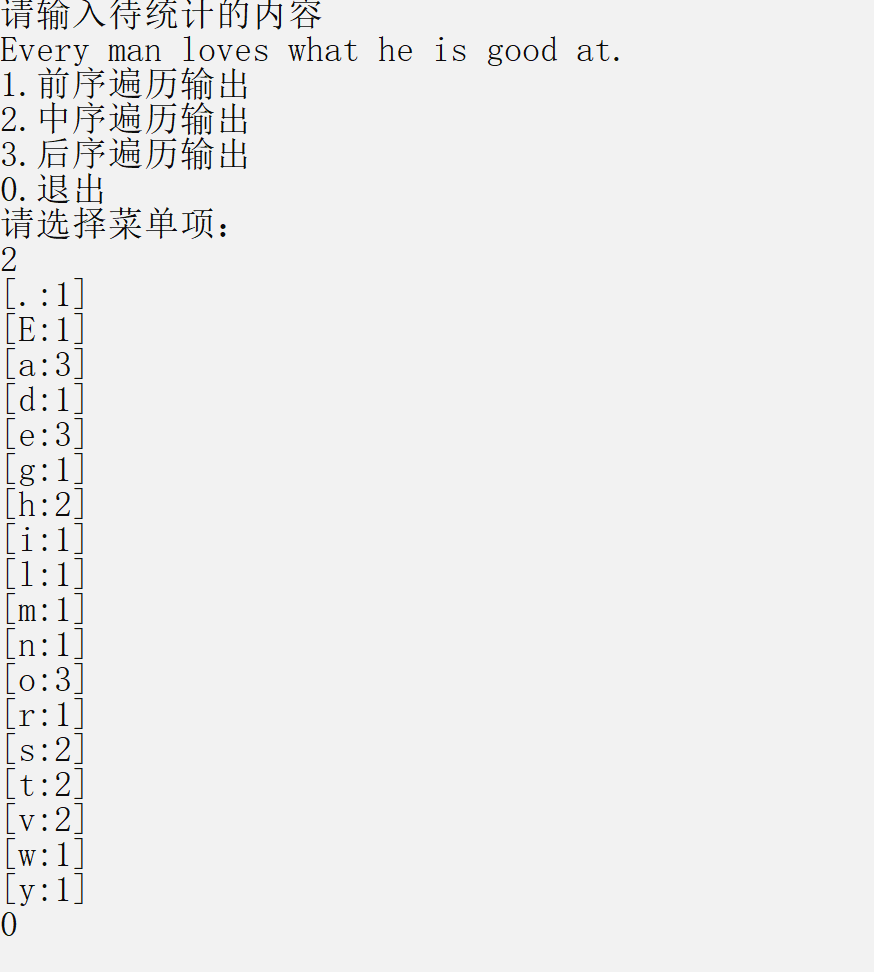 请输入待统计的内容
Every man loves what he is good at.
1.前序遍历输出
2.中序遍历输出
3.后序遍历输出
0.退出
请选择菜单项：
2
[.:1]
[E:1]
[a:3]
[d:1]
[e:3]
[g:1]
[h:2]
[i:1]
[l:1]
[m:1]
[n:1]
[o:3]
[r:1]
[s:2]
[t:2]
[v:2]
[w:1]
[y:1]
0